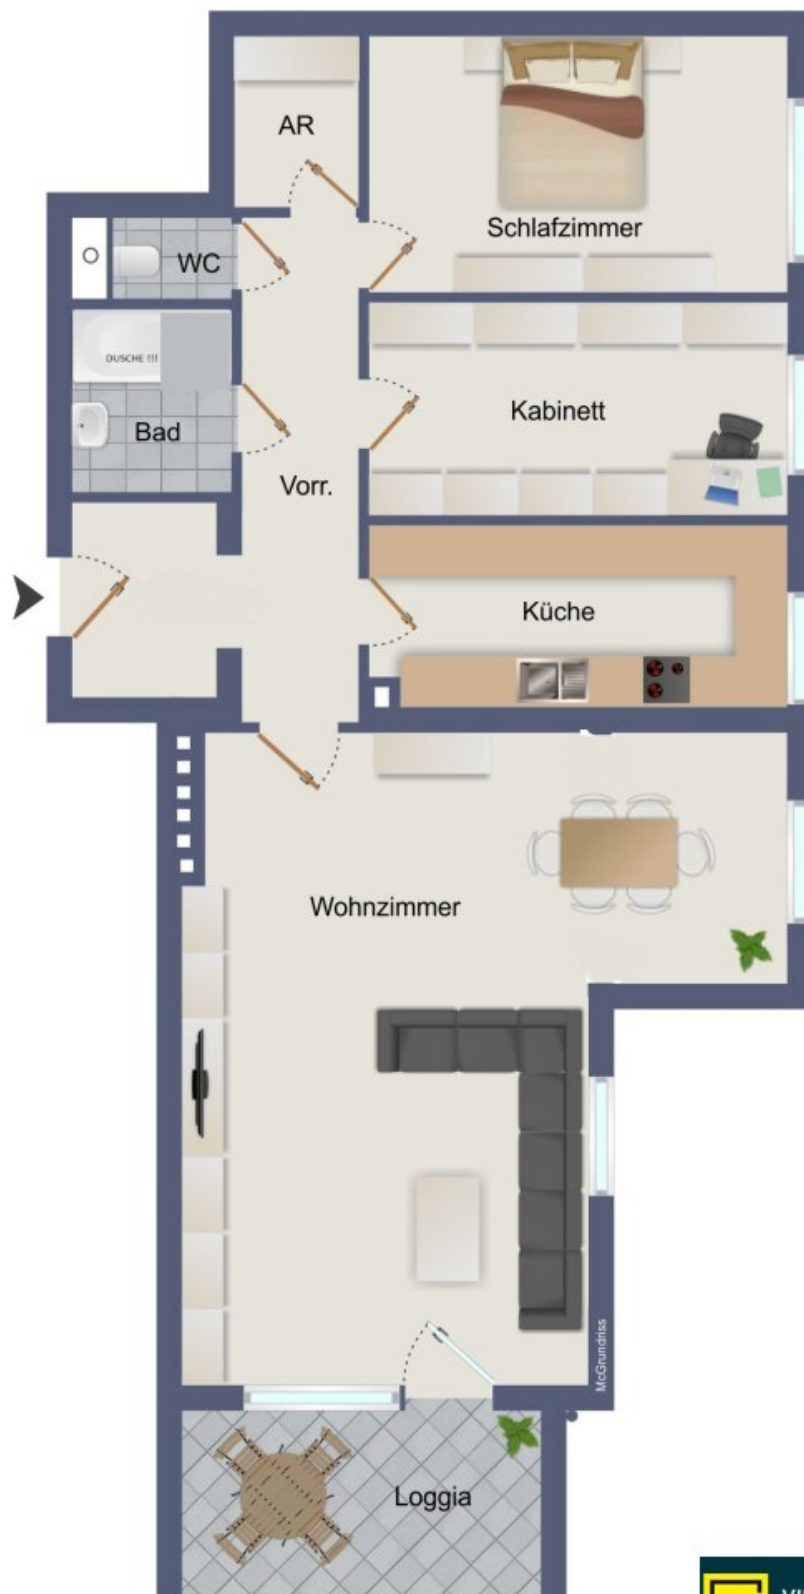 AR
Schlafzimmer
WC
DUSCHE !!!
Bad
Kabinett
Vorr.
Küche
Wohnzimmer
McGrundriss
Loggia